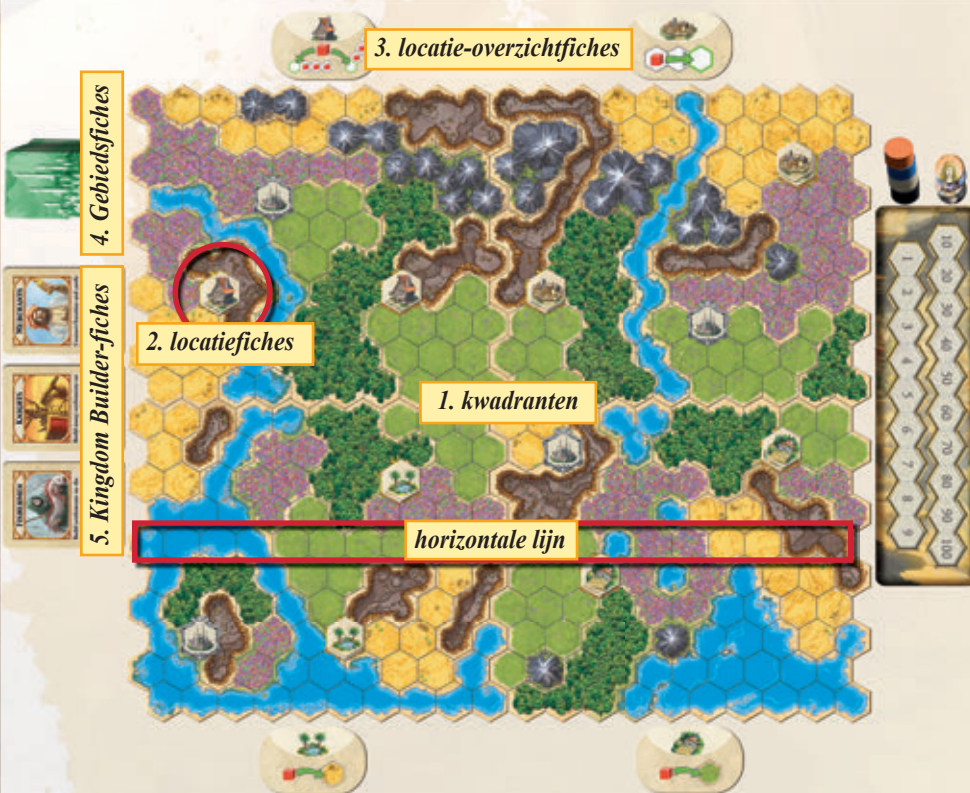 3. locatie-overzichtfiches
4. Gebiedsfiches
2. locatiefiches
5. Kingdom Builder-fiches
1. kwadranten
horizontale lijn
MERCHANTS
KNIGHTS
FISHERMEN
10
1
20
2
30
3
40
4
50
5
60
6
70
7
80
8
90
9
100